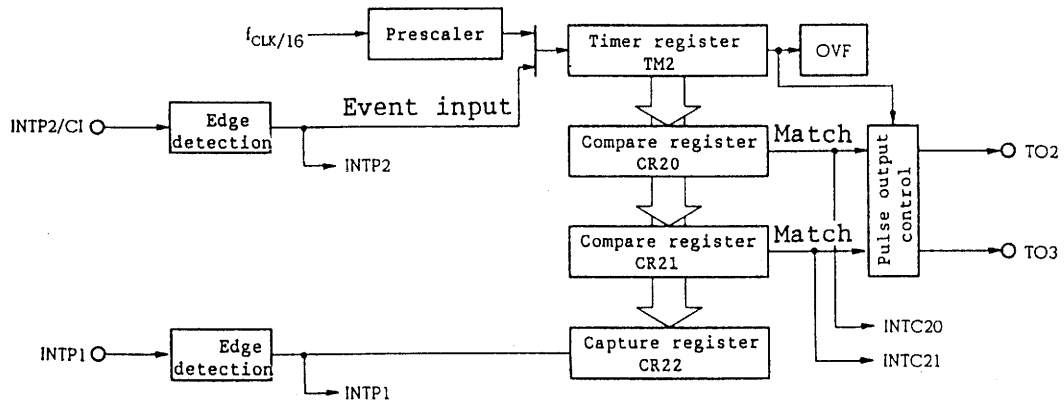 fCLK/16
Prescaler
Timer register
TM2
OVF
INTP2/CI
Edge
detection
Event input
INTP2
Compare register
CR20
Match
Pulse output
control
TO2
Compare register
CR21
Match
TO3
INTC20
INTP1
Edge
detection
Capture register
CR22
INTC21
INTP1